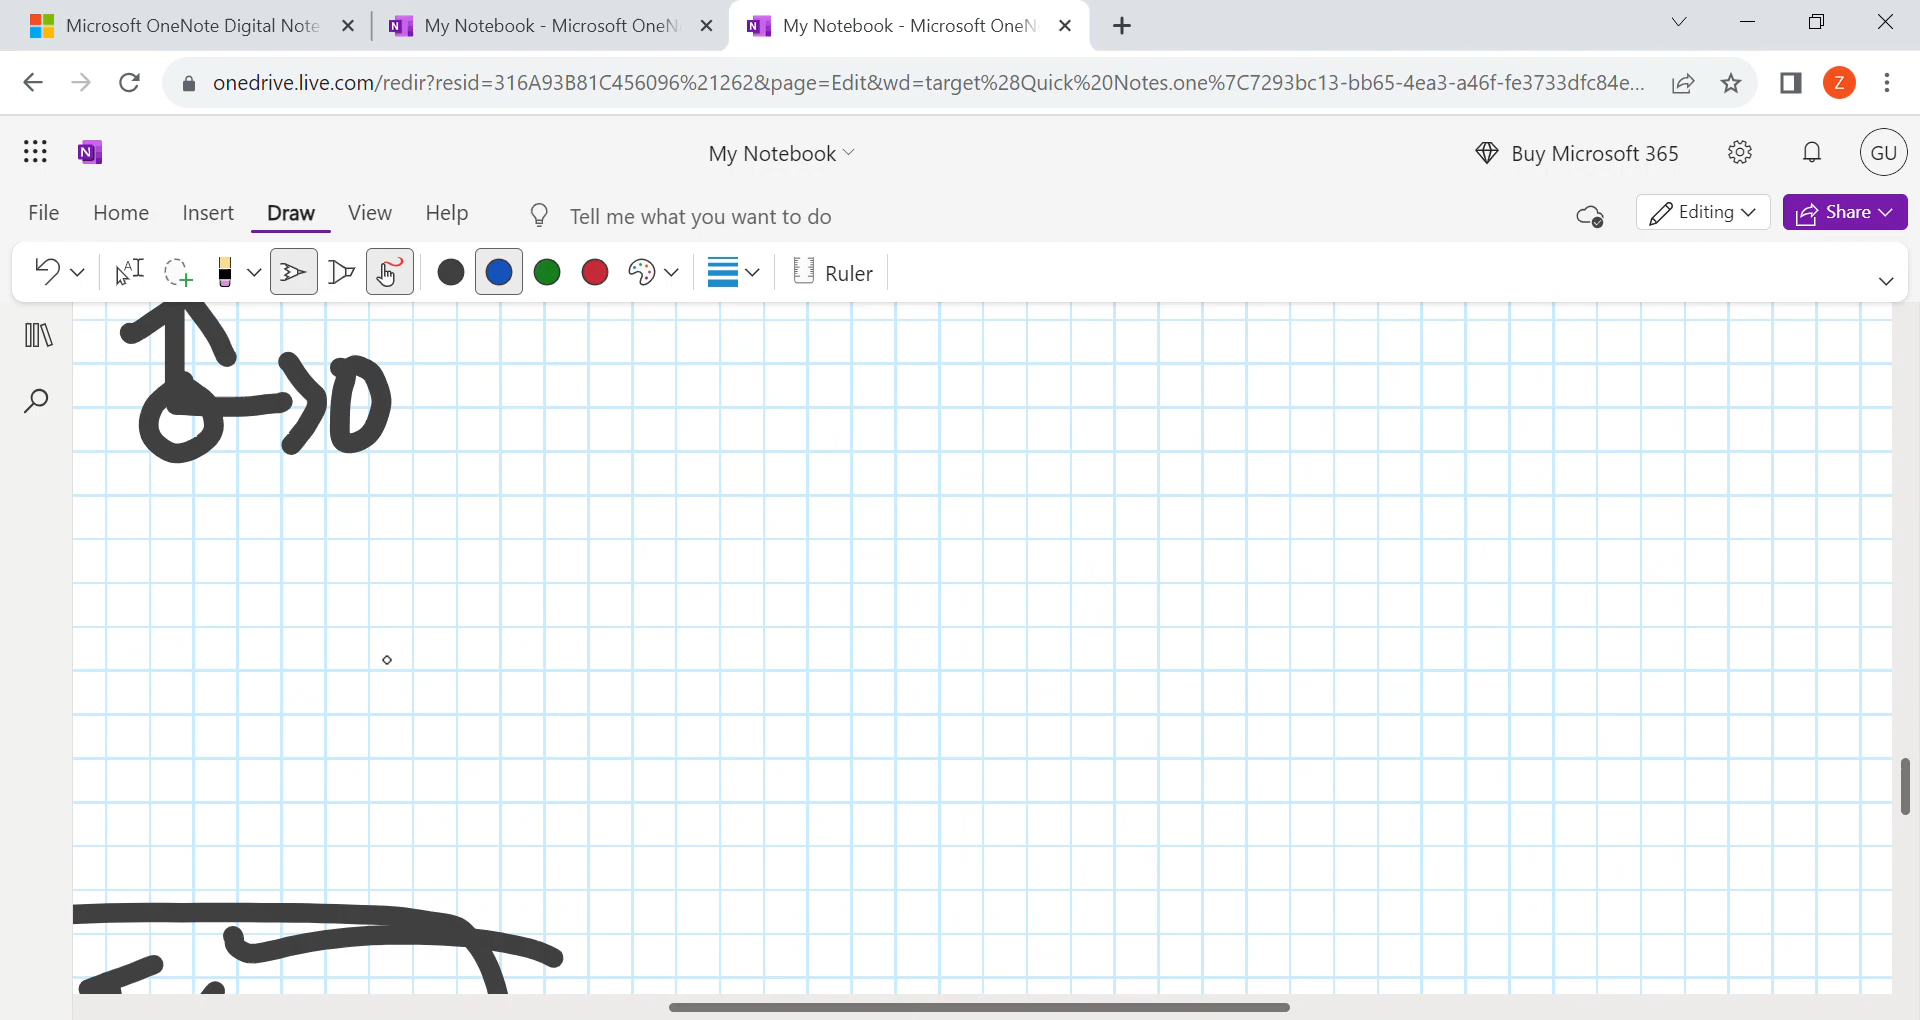 Microsoft OneNote Digital Note
My Notebook - Microsoft OneN
My Notebook - Microsoft OneN
onedrive.live.com/redir?resid=316A93B81C456096%21262&page=Edit&wd=target%28Quick%20Notes.one%7C7293bc13-bb65-4ea3-a46f-fe3733dfc84e...
Z
N
My Notebook
Buy Microsoft 365
GU
File Home Insert Draw View Help Tell me what you want to do
Editing
Share
AI
Ruler
D